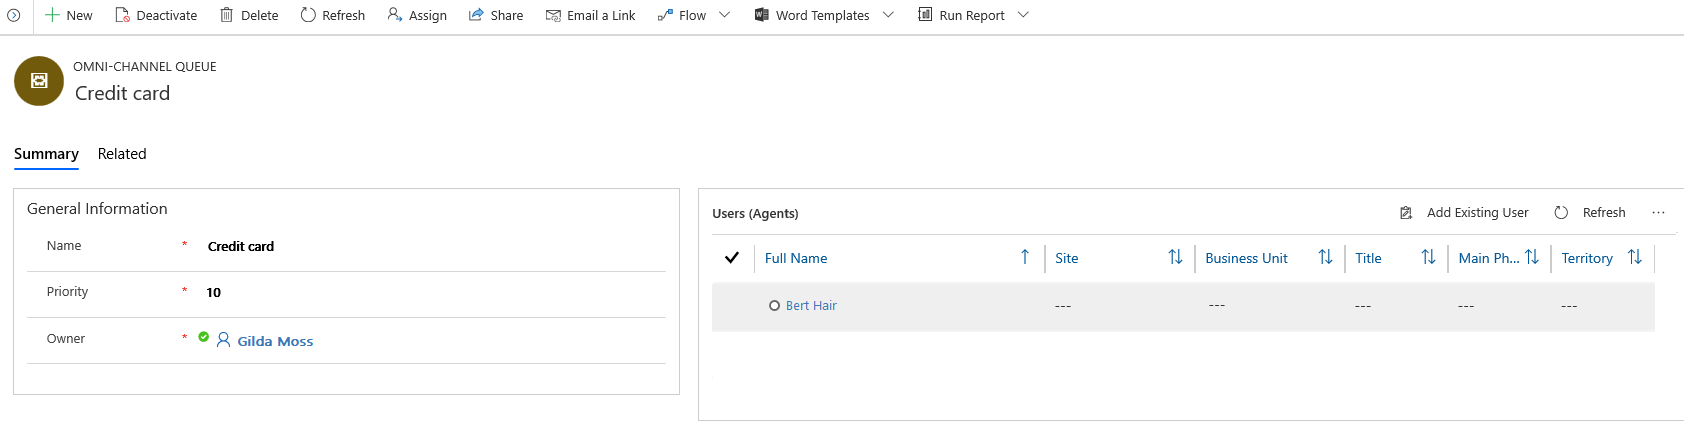 New Deactivate Delete Refresh Assign Share Email a Link Flow Word Templates Run Report
OMNI-CHANNEL QUEUE
Credit card
Summary Related
General Information
Name * Credit card
Priority * 10
Owner * Gilda Moss
Users (Agents) Add Existing User Refresh ...
Full Name Site Business Unit Title Main Ph... Territory
Bert Hair --- --- --- --- ---